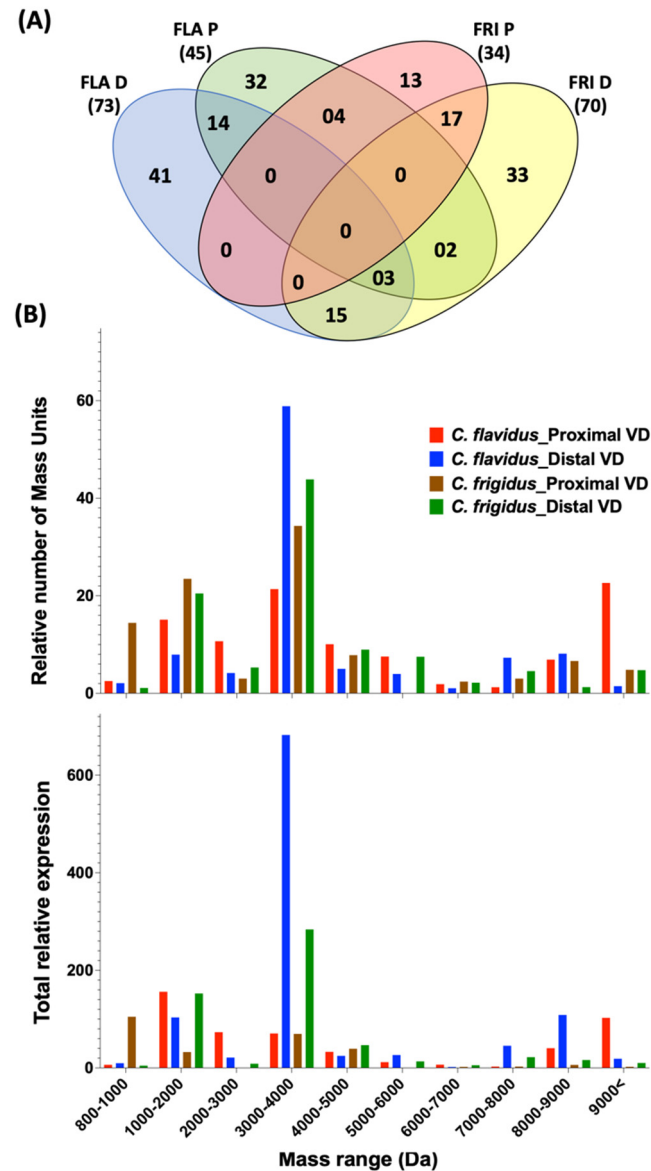 (A)
FLA D
(73)
FLA P
(45)
FRI P
(34)
FRI D
(70)
32
13
14
04
17
41
0
0
33
0
0
02
0
03
15
(B)
Relative number of Mass Units
60
40
20
0
C. flavidus_Proximal VD
C. flavidus_Distal VD
C. frigidus_Proximal VD
C. frigidus_Distal VD
Total relative expression
600
400
200
0
800-1000
1000-2000
2000-3000
3000-4000
4000-5000
5000-6000
6000-7000
7000-8000
8000-9000
9000<
Mass range (Da)